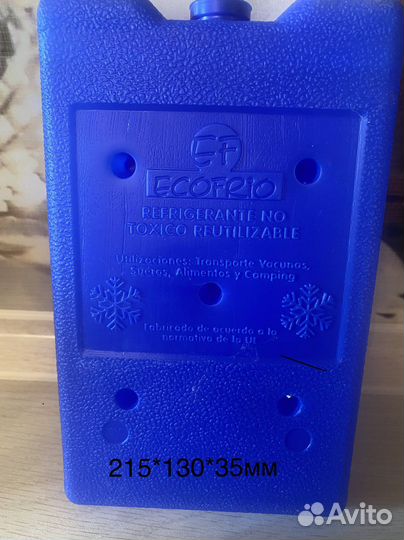 EF
ECOFRIO
REFRIGERANTE NO
TOXICO REUTILIZABLE
Utilizaciones: Transporte Vacunas,
Sueros, Alimentos y Camping
Fabricado de acuerdo a la
normativa de la UE
215*130*35мм
Avito